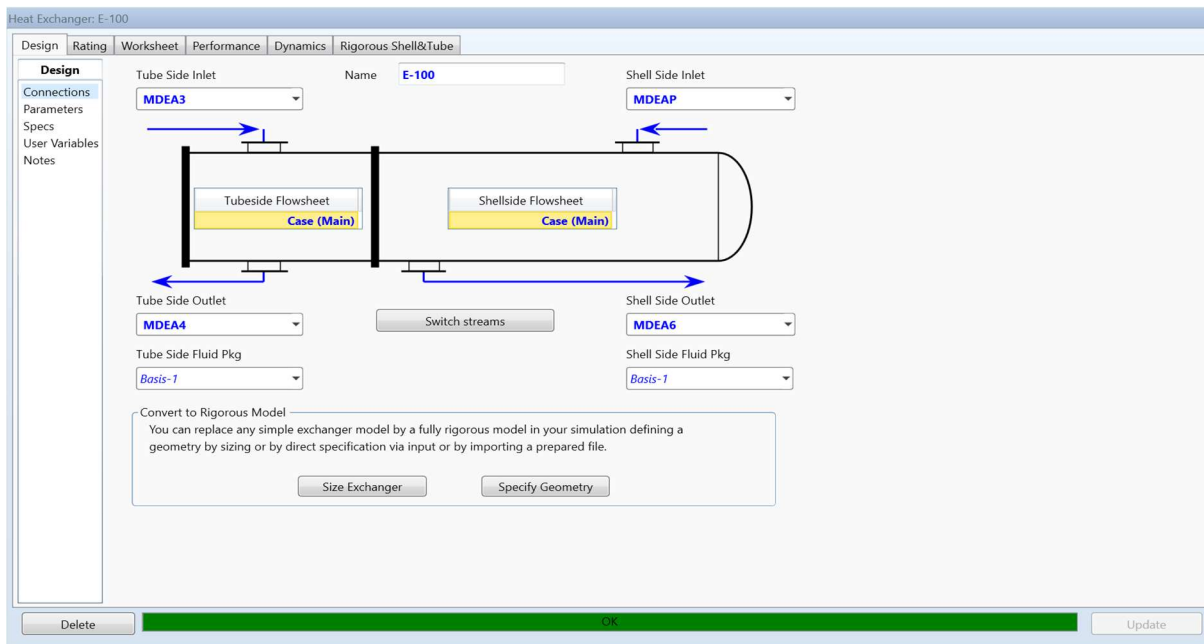 Heat Exchanger: E-100
Design Rating Worksheet Performance Dynamics Rigorous Shell&Tube
Design
Connections
Parameters
Specs
User Variables
Notes
Tube Side Inlet Name E-100 Shell Side Inlet
MDEA3 MDEAP
Tubeside Flowsheet Shellside Flowsheet
Case (Main) Case (Main)
Tube Side Outlet Shell Side Outlet
MDEA4 Switch streams MDEA6
Tube Side Fluid Pkg Shell Side Fluid Pkg
Basis-1 Basis-1
Convert to Rigorous Model
You can replace any simple exchanger model by a fully rigorous model in your simulation defining a
geometry by sizing or by direct specification via input or by importing a prepared file.
Size Exchanger Specify Geometry
Delete OK Update